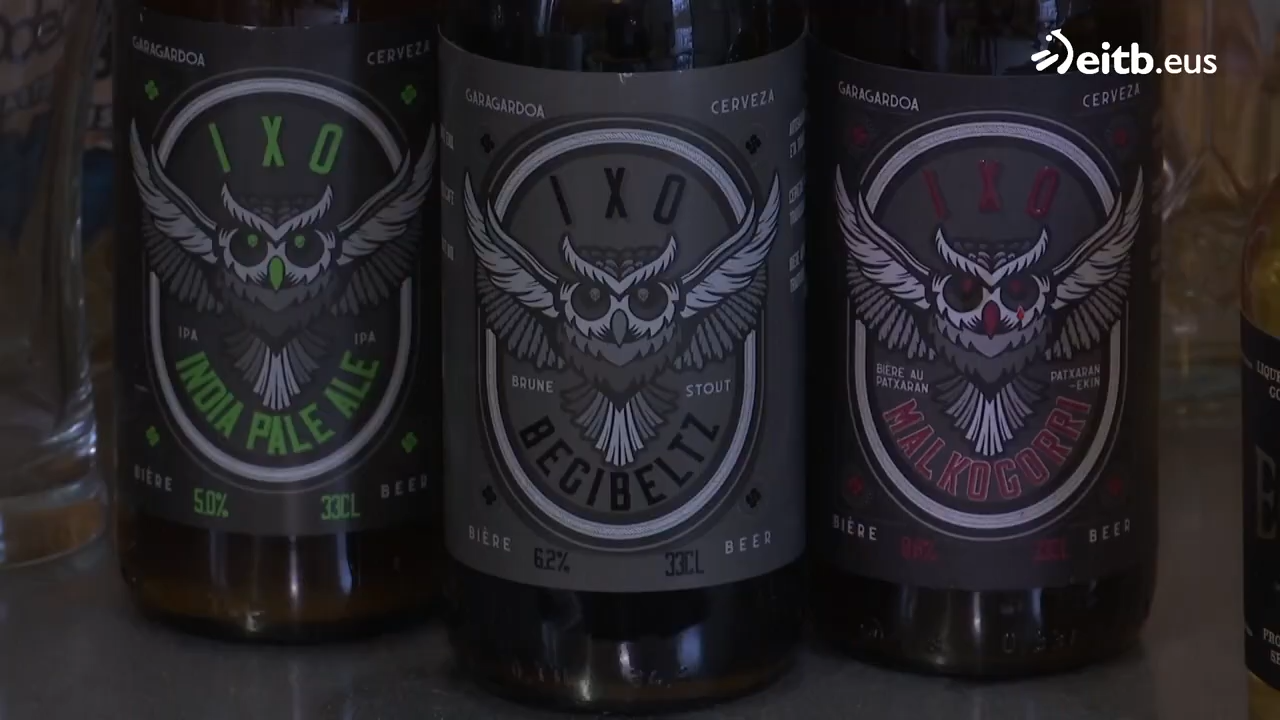 eitb.eus
GARAGARDOA
CERVEZA
IXO
IPA
IPA
INDIA PALE ALE
BIÈRE
5.0%
33CL
BEER
GARAGARDOA
CERVEZA
IXO
BRUNE
STOUT
BEGIBELTZ
BIÈRE
6.2%
33CL
BEER
GARAGARDOA
CERVEZA
IXO
BIÈRE AU
PATXARAN
PATXARAN
-EKIN
MALKOGORRI
BIÈRE
33CL
BEER